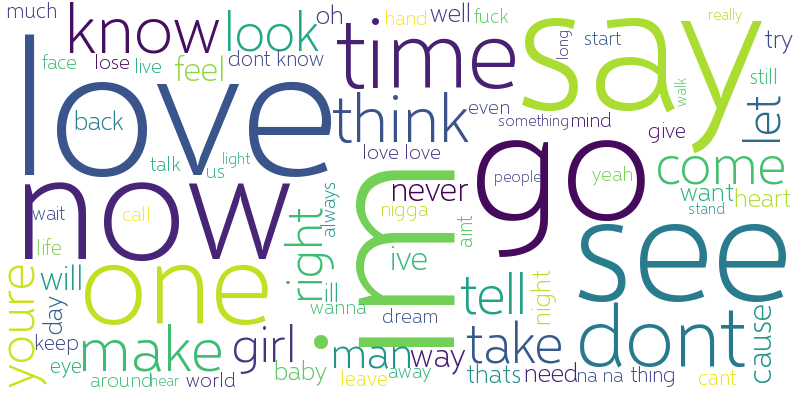 much
know
look
oh
hand
well
fuck
really
face
lose
live
feel
dont know
time
say
long
start
try
love
back
think
even
something
mind
walk
still
let
give
talk
us
light
love love
now
wait
call
always
never
nigga
im
aint
go
people
yeah
come
want
stand
heart
life
one
right
ill
wanna
ive
dream
tell
night
see
youre
will
day
keep
eye
make
girl
man
way
take
dont
cause
around
hear
world
baby
leave
away
thats
need
na na
thing
cant